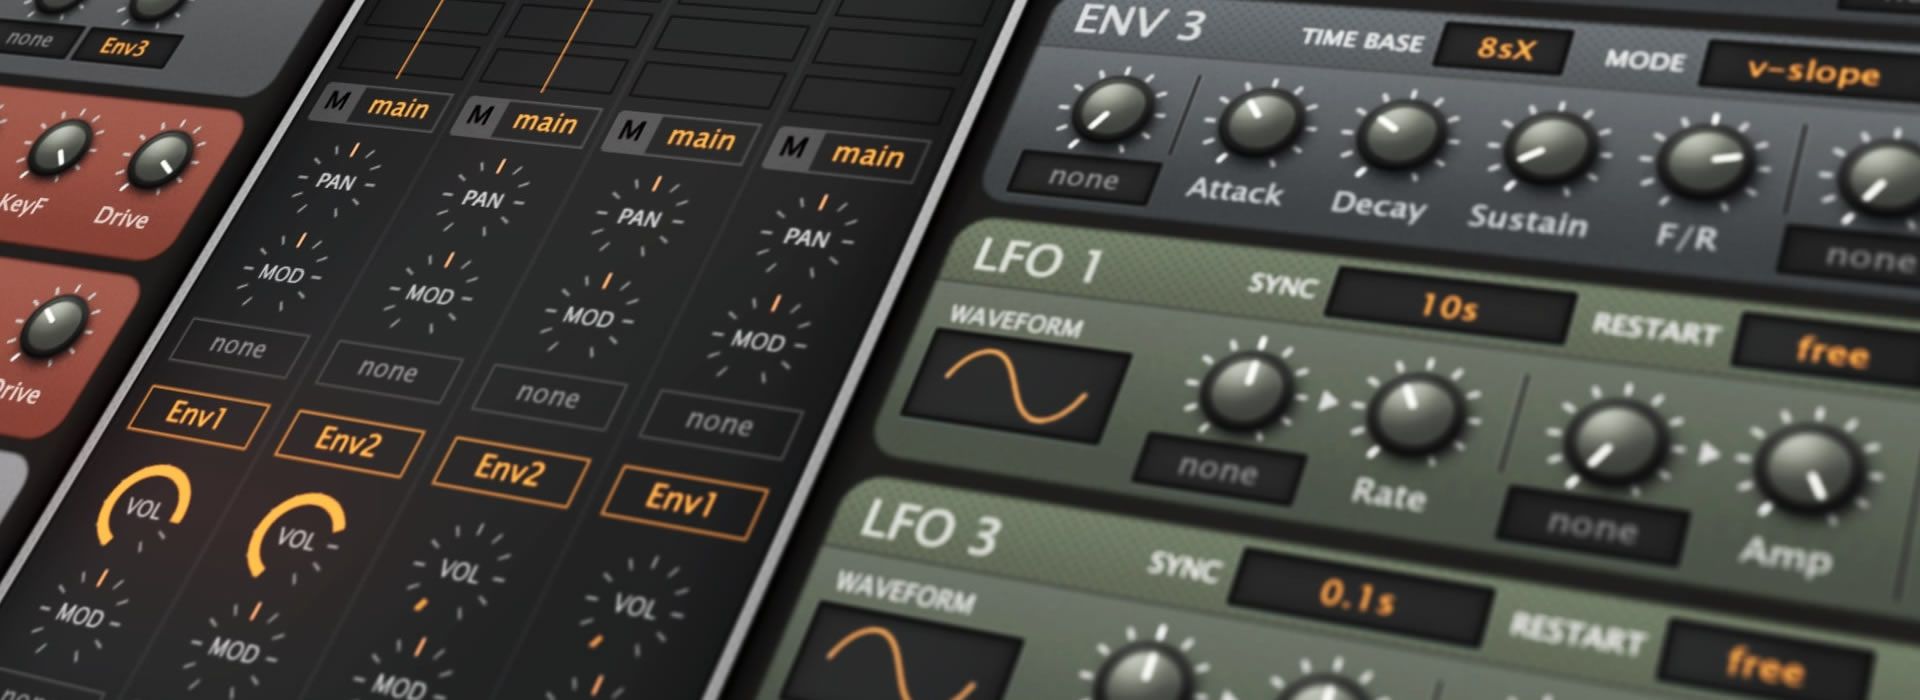 none
Env3
KeyF
Drive
Drive
M main
M main
M main
M main
PAN
PAN
PAN
PAN
MOD
MOD
MOD
MOD
none
none
none
none
Env1
Env2
Env2
Env1
VOL
VOL
VOL
VOL
MOD
MOD
MOD
ENV 3
TIME BASE
8sX
MODE
v-slope
none
Attack
Decay
Sustain
F/R
none
LFO 1
SYNC
10s
RESTART
free
WAVEFORM
none
Rate
none
Amp
LFO 3
SYNC
0.1s
RESTART
free
WAVEFORM